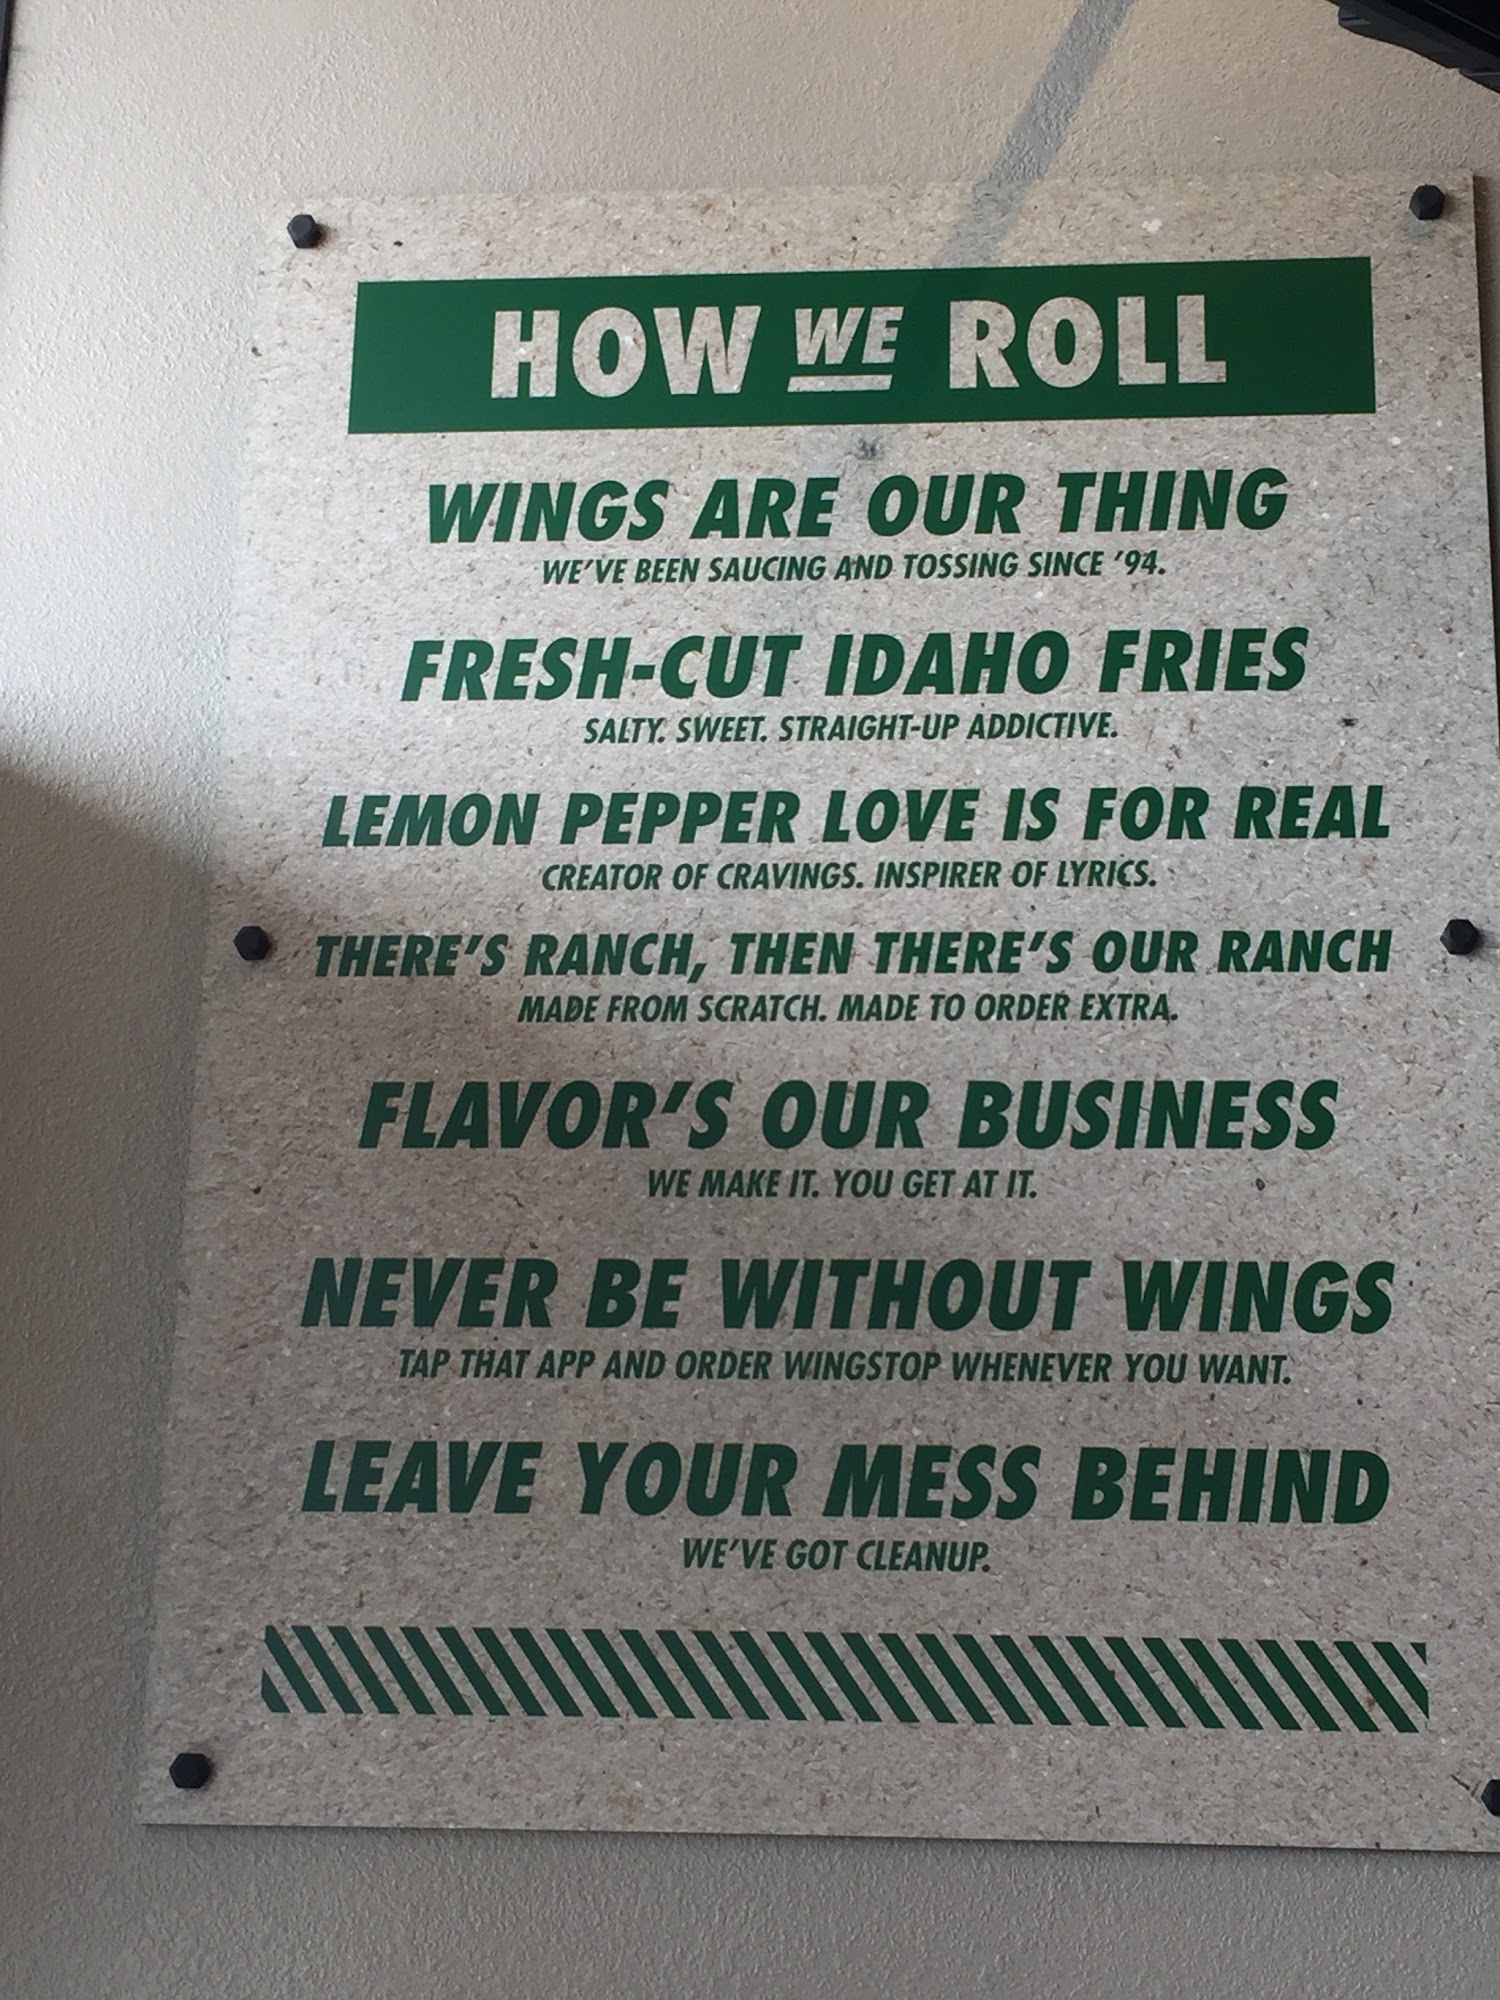 HOW WE ROLL
WINGS ARE OUR THING
WE'VE BEEN SAUCING AND TOSSING SINCE '94.
FRESH-CUT IDAHO FRIES
SALTY. SWEET. STRAIGHT-UP ADDICTIVE.
LEMON PEPPER LOVE IS FOR REAL
CREATOR OF CRAVINGS. INSPIRER OF LYRICS.
THERE'S RANCH, THEN THERE'S OUR RANCH
MADE FROM SCRATCH. MADE TO ORDER EXTRA.
FLAVOR'S OUR BUSINESS
WE MAKE IT. YOU GET AT IT.
NEVER BE WITHOUT WINGS
TAP THAT APP AND ORDER WINGSTOP WHENEVER YOU WANT.
LEAVE YOUR MESS BEHIND
WE'VE GOT CLEANUP.